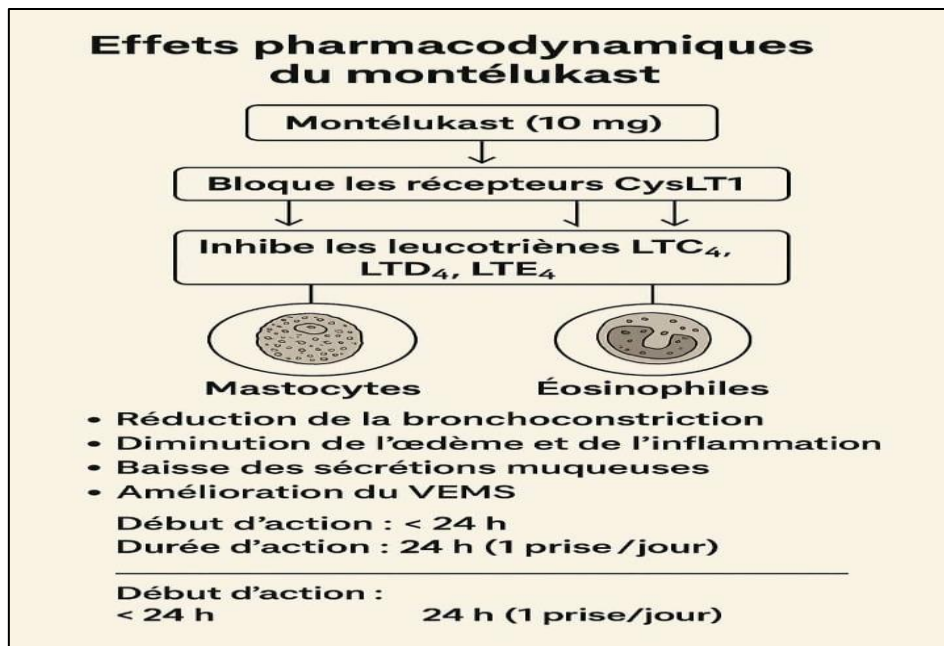 Effets pharmacodynamiques
du montélukast
Montélukast (10 mg)
Bloque les récepteurs CysLT1
Inhibe les leucotriènes LTC₄,
LTD₄, LTE₄
Mastocytes
Éosinophiles
• Réduction de la bronchoconstriction
• Diminution de l'œdème et de l'inflammation
• Baisse des sécrétions muqueuses
• Amélioration du VEMS
Début d'action : < 24 h
Durée d'action : 24 h (1 prise/jour)
Début d'action :
< 24 h 24 h (1 prise/jour)